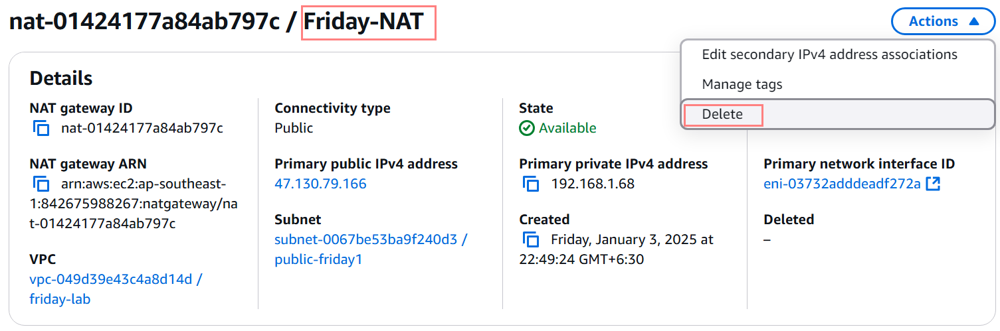 nat-01424177a84ab797c / Friday-NAT
Actions
Edit secondary IPv4 address associations
Manage tags
Delete
Details
NAT gateway ID
nat-01424177a84ab797c
NAT gateway ARN
arn:aws:ec2:ap-southeast-
1:842675988267:natgateway/na
t-01424177a84ab797c
VPC
vpc-049d39e43c4a8d14d /
friday-lab
Connectivity type
Public
Primary public IPv4 address
47.130.79.166
Subnet
subnet-0067be53ba9f240d3 /
public-friday1
State
Available
Primary private IPv4 address
192.168.1.68
Created
Friday, January 3, 2025 at
22:49:24 GMT+6:30
Primary network interface ID
eni-03732adddeadf272a
Deleted
–